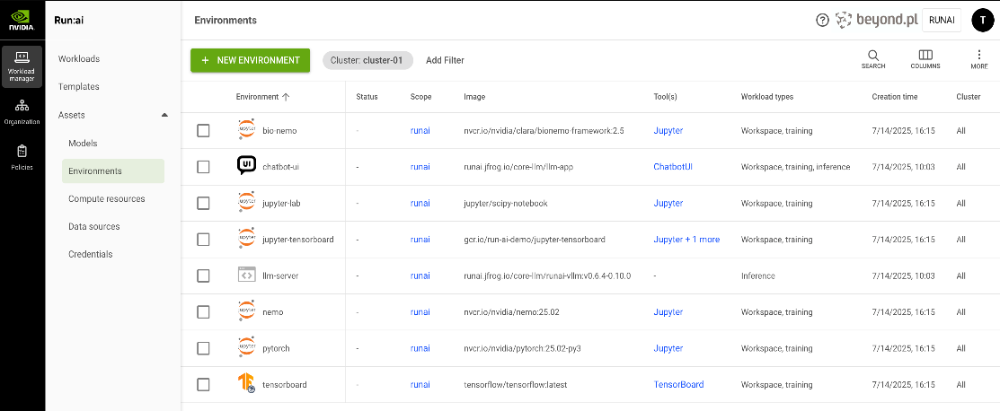 NVIDIA.
Run:ai
Environments
beyond.pl
RUNAI
T
Workload manager
Organization
Policies
Workloads
Templates
Assets
Models
Environments
Compute resources
Data sources
Credentials
+ NEW ENVIRONMENT
Cluster: cluster-01
Add Filter
SEARCH
COLUMNS
MORE
Environment ↑ Status Scope Image Tool(s) Workload types Creation time Cluster
jupyter bio-nemo - runai nvcr.io/nvidia/clara/bionemo-framework:2.5 Jupyter Workspace, training 7/14/2025, 16:15 All
UI chatbot-ui - runai runai.jfrog.io/core-llm/llm-app ChatbotUI Workspace, training, inference 7/14/2025, 10:03 All
jupyter jupyter-lab - runai jupyter/scipy-notebook Jupyter Workspace, training 7/14/2025, 16:15 All
jupyter jupyter-tensorboard - runai gcr.io/run-ai-demo/jupyter-tensorboard Jupyter + 1 more Workspace, training 7/14/2025, 16:15 All
llm-server - runai runai.jfrog.io/core-llm/runai-vllm:v0.6.4-0.10.0 - Inference 7/14/2025, 10:03 All
jupyter nemo - runai nvcr.io/nvidia/nemo:25.02 Jupyter Workspace, training 7/14/2025, 16:15 All
jupyter pytorch - runai nvcr.io/nvidia/pytorch:25.02-py3 Jupyter Workspace, training 7/14/2025, 16:15 All
tensorboard - runai tensorflow/tensorflow:latest TensorBoard Workspace, training 7/14/2025, 16:15 All